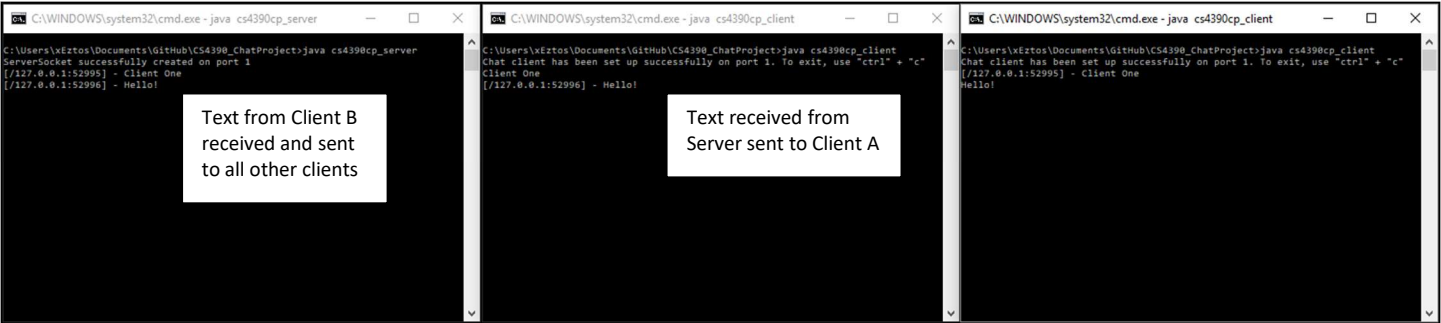 C:\WINDOWS\system32\cmd.exe - java cs4390cp_server
C:\Users\xEztos\Documents\GitHub\CS4390_ChatProject>java cs4390cp_server
ServerSocket successfully created on port 1
[/127.0.0.1:52995] - Client One
[/127.0.0.1:52996] - Hello!
Text from Client B
received and sent
to all other clients
C:\WINDOWS\system32\cmd.exe - java cs4390cp_client
C:\Users\xEztos\Documents\GitHub\CS4390_ChatProject>java cs4390cp_client
Chat client has been set up successfully on port 1. To exit, use "ctrl" + "c"
Client One
[/127.0.0.1:52996] - Hello!
Text received from
Server sent to Client A
C:\WINDOWS\system32\cmd.exe - java cs4390cp_client
C:\Users\xEztos\Documents\GitHub\CS4390_ChatProject>java cs4390cp_client
Chat client has been set up successfully on port 1. To exit, use "ctrl" + "c"
[/127.0.0.1:52995] - Client One
Hello!